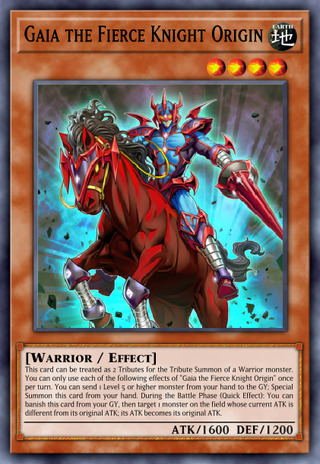 Gaia the Fierce Knight Origin
EARTH
地
[Warrior / Effect]
This card can be treated as 2 Tributes for the Tribute Summon of a Warrior monster.
You can only use each of the following effects of "Gaia the Fierce Knight Origin" once
per turn. You can send 1 Level 5 or higher monster from your hand to the GY; Special
Summon this card from your hand. During the Battle Phase (Quick Effect): You can
banish this card from your GY, then target 1 monster on the field whose current ATK is
different from its original ATK; its ATK becomes its original ATK.
ATK/1600 DEF/1200